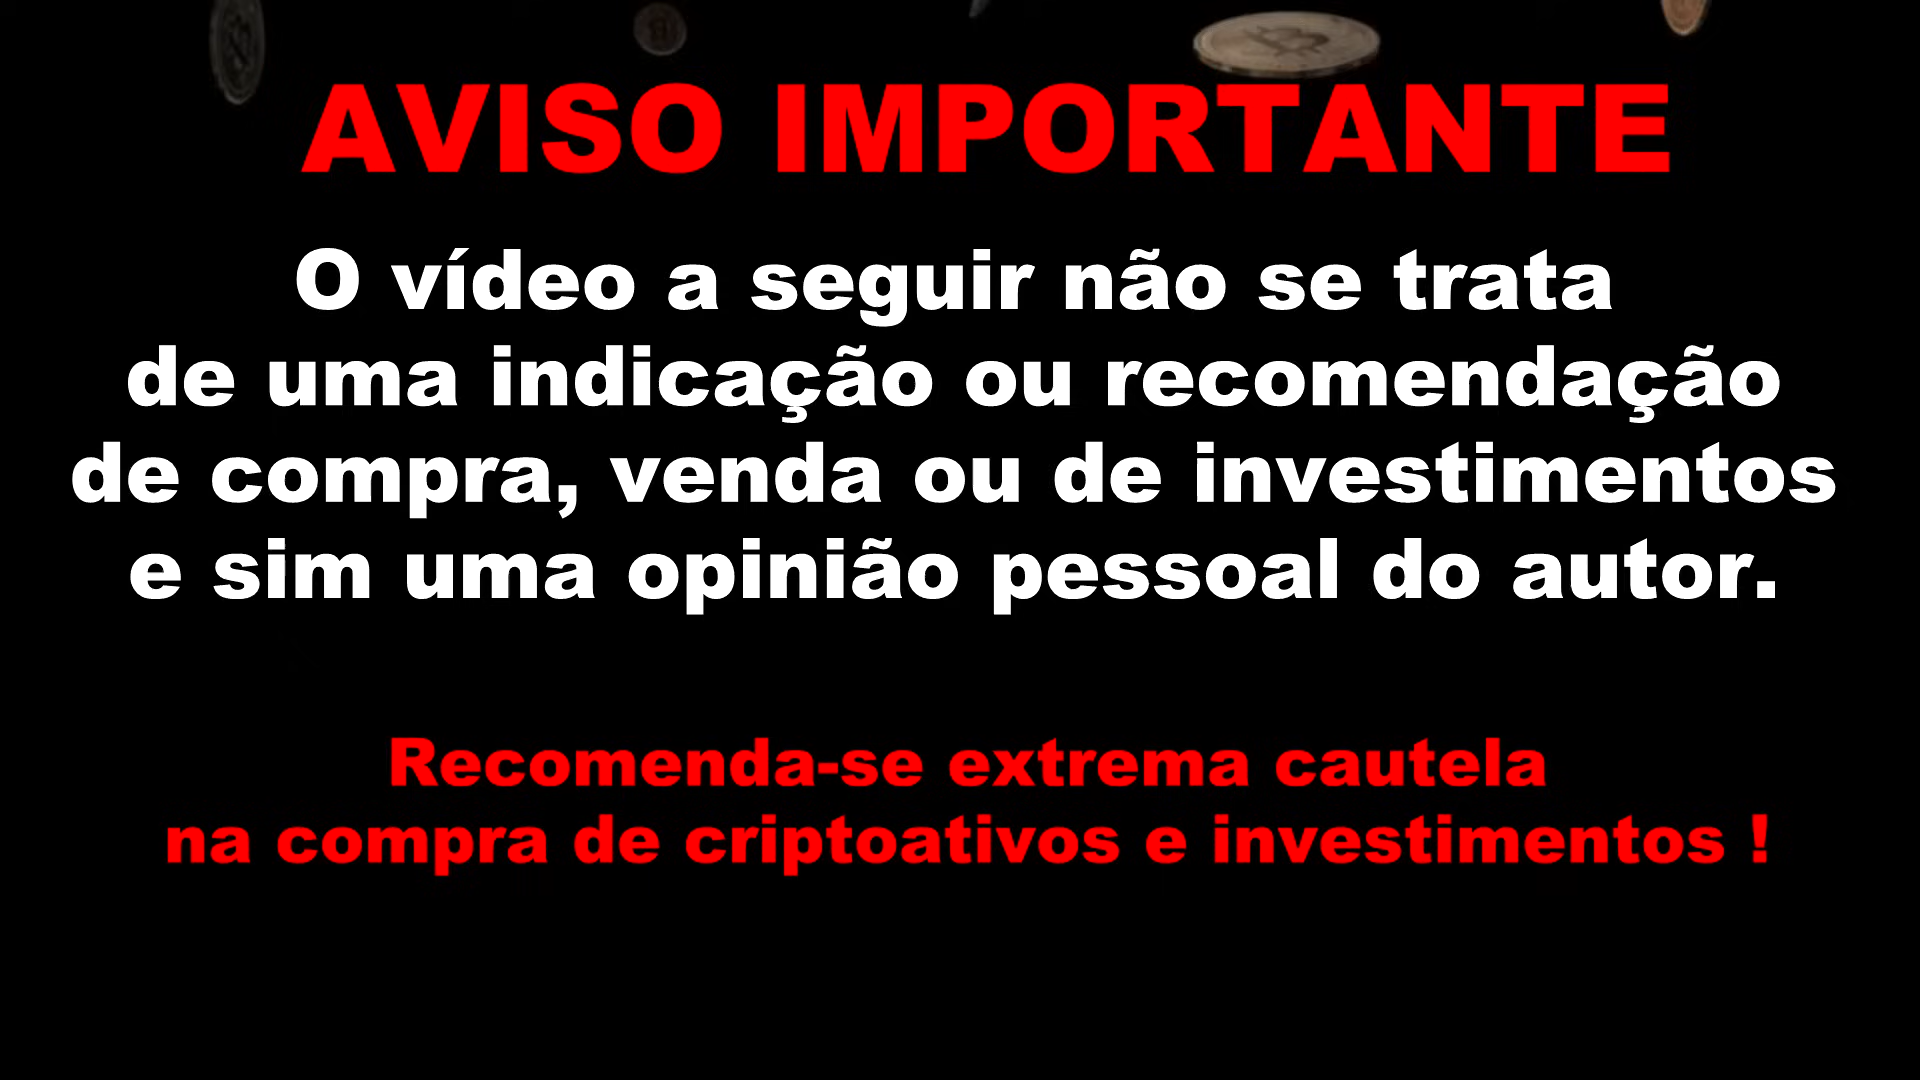 AVISO IMPORTANTE
O vídeo a seguir não se trata
de uma indicação ou recomendação
de compra, venda ou de investimentos
e sim uma opinião pessoal do autor.
Recomenda-se extrema cautela
na compra de criptoativos e investimentos !